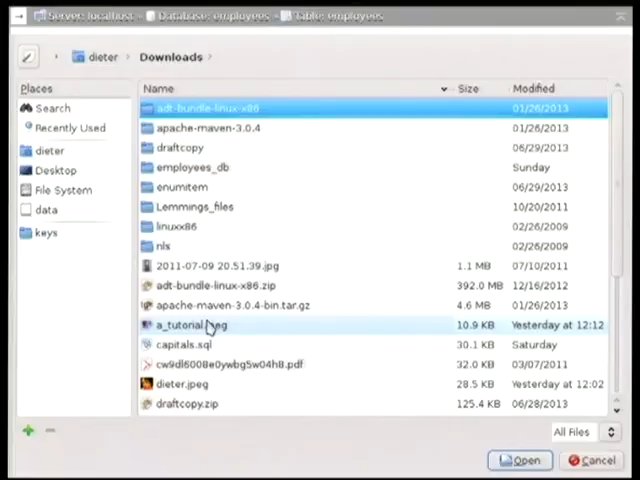 Server: localhost » Database: employees » Table: employees
dieter Downloads
Places Name Size Modified
Search
Recently Used
dieter
Desktop
File System
data
keys
adt-bundle-linux-x86 01/26/2013
apache-maven-3.0.4 01/26/2013
draftcopy 06/29/2013
employees_db Sunday
enumitem 06/29/2013
Lemmings_files 10/20/2011
linuxx86 02/26/2009
nls 02/26/2009
2011-07-09 20.51.39.jpg 1.1 MB 07/10/2011
adt-bundle-linux-x86.zip 392.0 MB 12/16/2012
apache-maven-3.0.4-bin.tar.gz 4.6 MB 01/26/2013
a_tutorial. eg 10.9 KB Yesterday at 12:12
capitals.sql 30.1 KB Saturday
cw9dl6008e0ywbg5w04h8.pdf 32.0 KB 03/07/2011
dieter.jpeg 28.5 KB Yesterday at 12:02
draftcopy.zip 125.4 KB 06/28/2013
All Files
Open Cancel